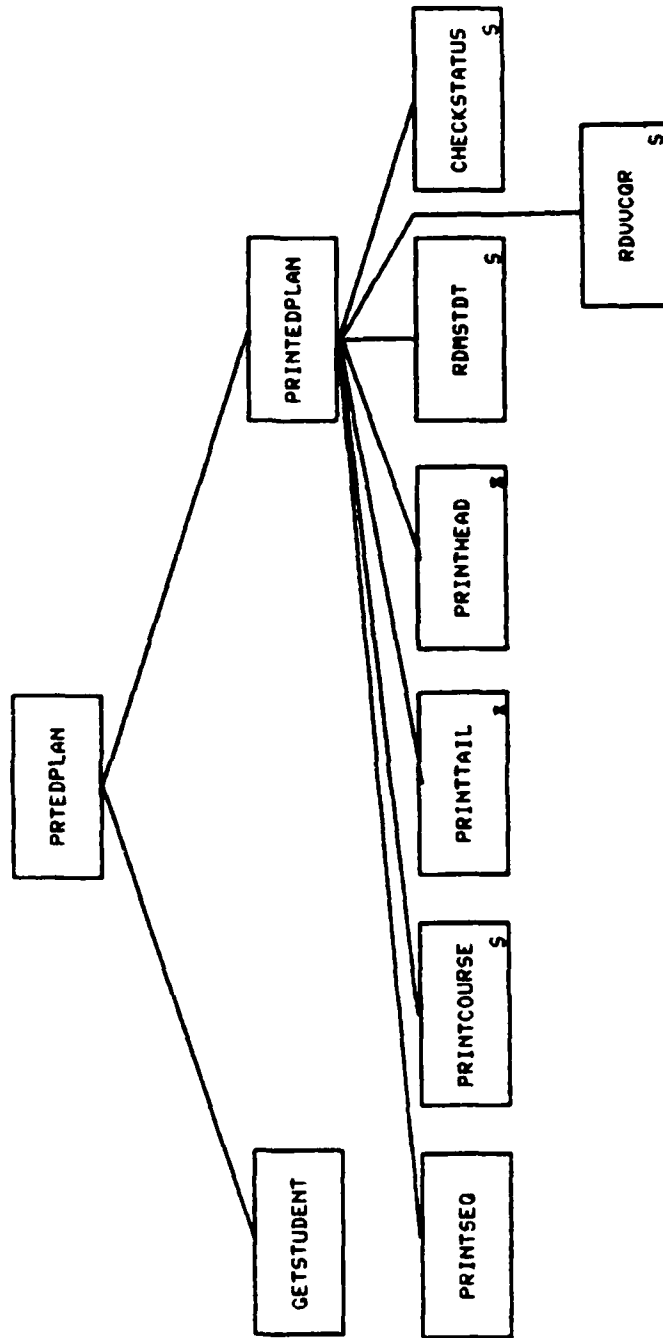 PRTEDPLAN
GETSTUDENT
PRINTEDPLAN
PRINTSEQ
PRINTCOURSE
S
PRINTTAIL
PRINTHEAD
RDMSTDT
S
CHECKSTATUS
S
RDVVCQR
S